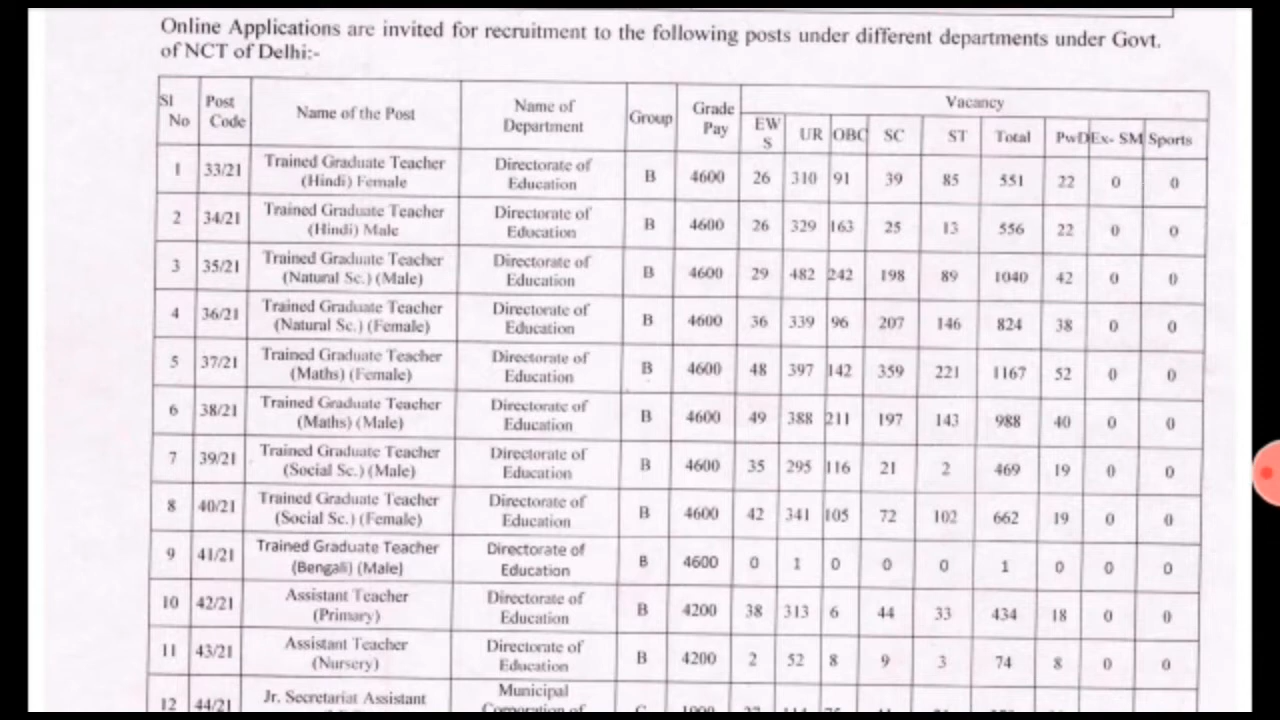 Online Applications are invited for recruitment to the following posts under different departments under Govt.
of NCT of Delhi:-
Sl No Post Code Name of the Post Name of Department Group Grade Pay Vacancy
EWS UR OBC SC ST Total PwD Ex- SM Sports
1 33/21 Trained Graduate Teacher (Hindi) Female Directorate of Education B 4600 26 310 91 39 85 551 22 0 0
2 34/21 Trained Graduate Teacher (Hindi) Male Directorate of Education B 4600 26 329 163 25 13 556 22 0 0
3 35/21 Trained Graduate Teacher (Natural Sc.) (Male) Directorate of Education B 4600 29 482 242 198 89 1040 42 0 0
4 36/21 Trained Graduate Teacher (Natural Sc.) (Female) Directorate of Education B 4600 36 339 96 207 146 824 38 0 0
5 37/21 Trained Graduate Teacher (Maths) (Female) Directorate of Education B 4600 48 397 142 359 221 1167 52 0 0
6 38/21 Trained Graduate Teacher (Maths) (Male) Directorate of Education B 4600 49 388 211 197 143 988 40 0 0
7 39/21 Trained Graduate Teacher (Social Sc.) (Male) Directorate of Education B 4600 35 295 116 21 2 469 19 0 0
8 40/21 Trained Graduate Teacher (Social Sc.) (Female) Directorate of Education B 4600 42 341 105 72 102 662 19 0 0
9 41/21 Trained Graduate Teacher (Bengali) (Male) Directorate of Education B 4600 0 1 0 0 0 1 0 0 0
10 42/21 Assistant Teacher (Primary) Directorate of Education B 4200 38 313 6 44 33 434 18 0 0
11 43/21 Assistant Teacher (Nursery) Directorate of Education B 4200 2 52 8 9 3 74 8 0 0
12 44/21 Jr. Secretariat Assistant Municipal